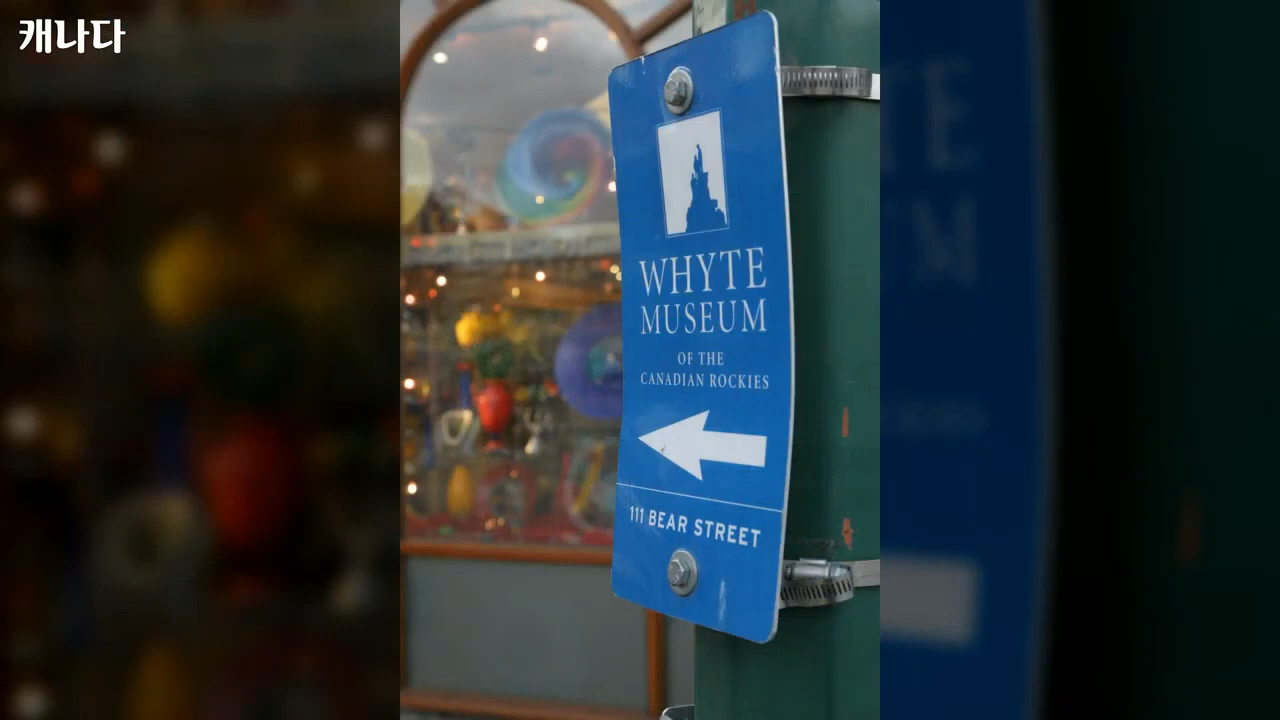 캐나다
WHYTE
MUSEUM
OF THE
CANADIAN ROCKIES
111 BEAR STREET